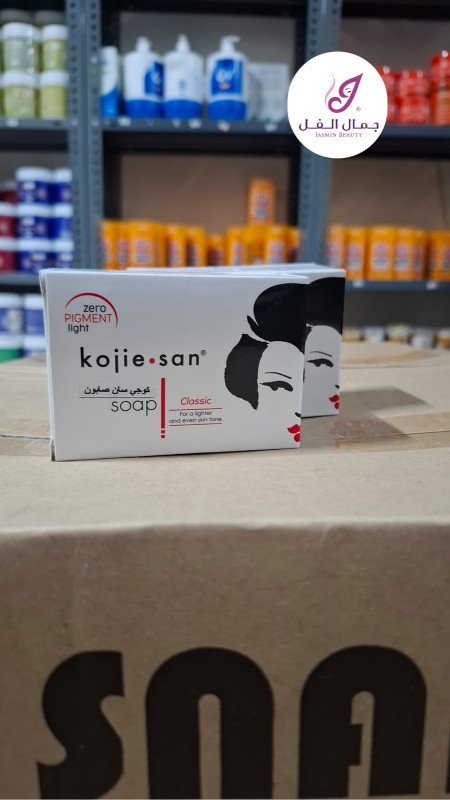 جمال الفل
JASMIN BEAUTY
zero
PIGMENT
light
kojie•san®
كوجي سان صابون
soap
Classic
For a lighter
and even skin tone